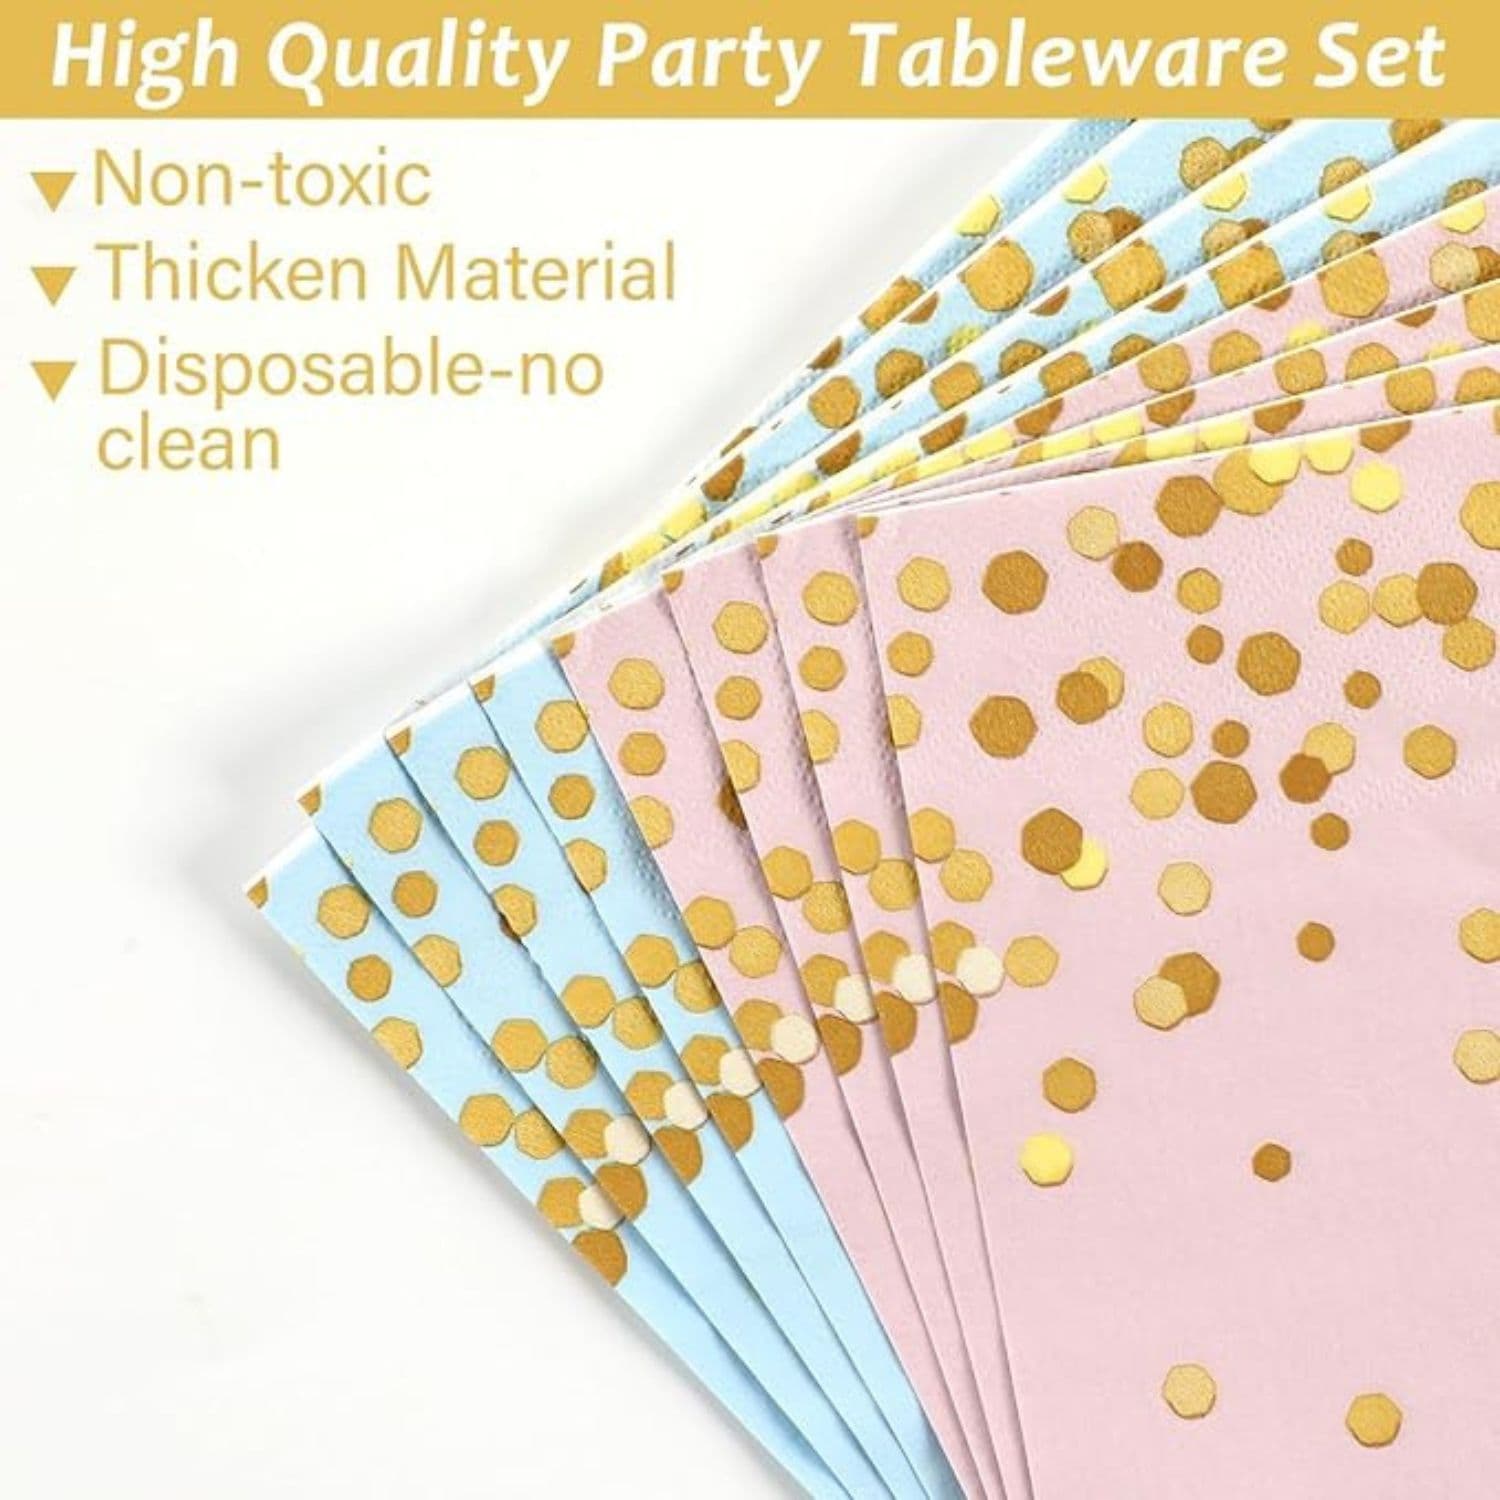 High Quality Party Tableware Set
Non-toxic
Thicken Material
Disposable-no
clean